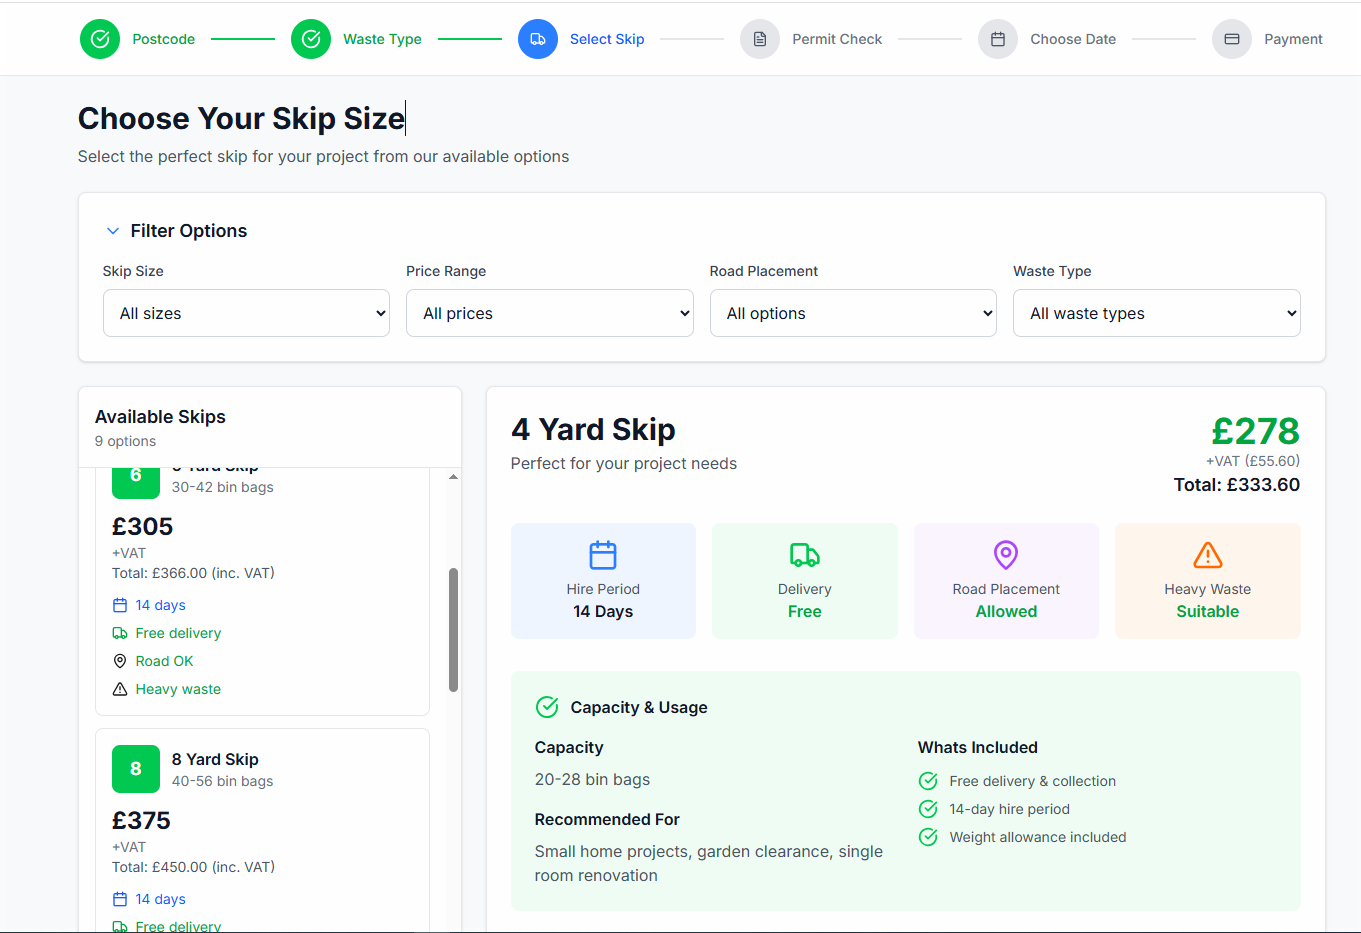 Postcode
Waste Type
Select Skip
Permit Check
Choose Date
Payment
Choose Your Skip Size
Select the perfect skip for your project from our available options
Filter Options
Skip Size
Price Range
Road Placement
Waste Type
All sizes
All prices
All options
All waste types
Available Skips
9 options
6
Yard Skip
30-42 bin bags
£305
+VAT
Total: £366.00 (inc. VAT)
14 days
Free delivery
Road OK
Heavy waste
8
8 Yard Skip
40-56 bin bags
£375
+VAT
Total: £450.00 (inc. VAT)
14 days
Free delivery
4 Yard Skip
Perfect for your project needs
£278
+VAT (£55.60)
Total: £333.60
Hire Period
14 Days
Delivery
Free
Road Placement
Allowed
Heavy Waste
Suitable
Capacity & Usage
Capacity
20-28 bin bags
Recommended For
Small home projects, garden clearance, single
room renovation
Whats Included
Free delivery & collection
14-day hire period
Weight allowance included